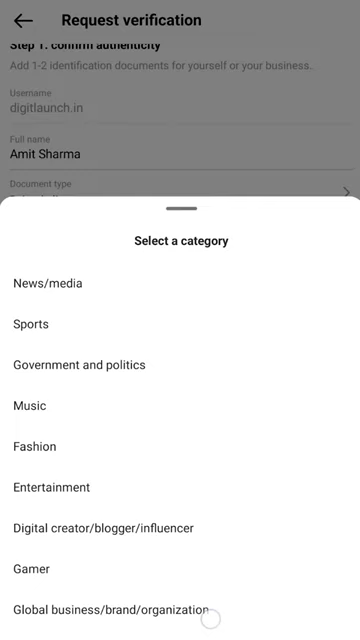 Request verification
Step 1: confirm authenticity
Add 1-2 identification documents for yourself or your business.
Username
digitlaunch.in
Full name
Amit Sharma
Document type
Select a category
News/media
Sports
Government and politics
Music
Fashion
Entertainment
Digital creator/blogger/influencer
Gamer
Global business/brand/organization